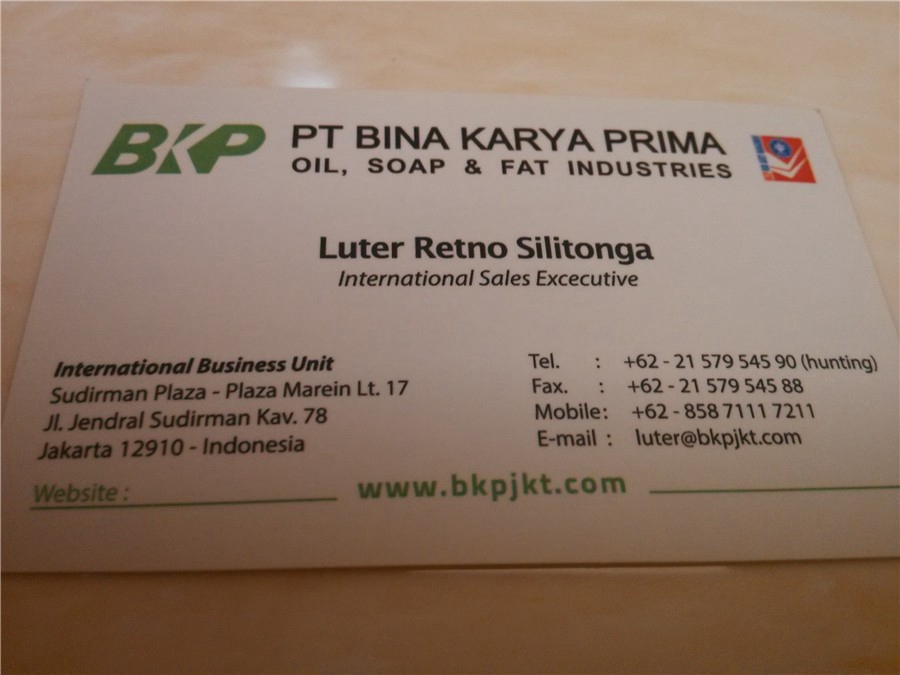 BKP
PT BINA KARYA PRIMA
OIL, SOAP & FAT INDUSTRIES
Luter Retno Silitonga
International Sales Excecutive
International Business Unit
Sudirman Plaza - Plaza Marein Lt. 17
Jl. Jendral Sudirman Kav. 78
Jakarta 12910 - Indonesia
Tel. : +62 - 21 579 545 90 (hunting)
Fax. : +62 - 21 579 545 88
Mobile : +62 - 858 7111 7211
E-mail : luter@bkpjkt.com
Website :
www.bkpjkt.com